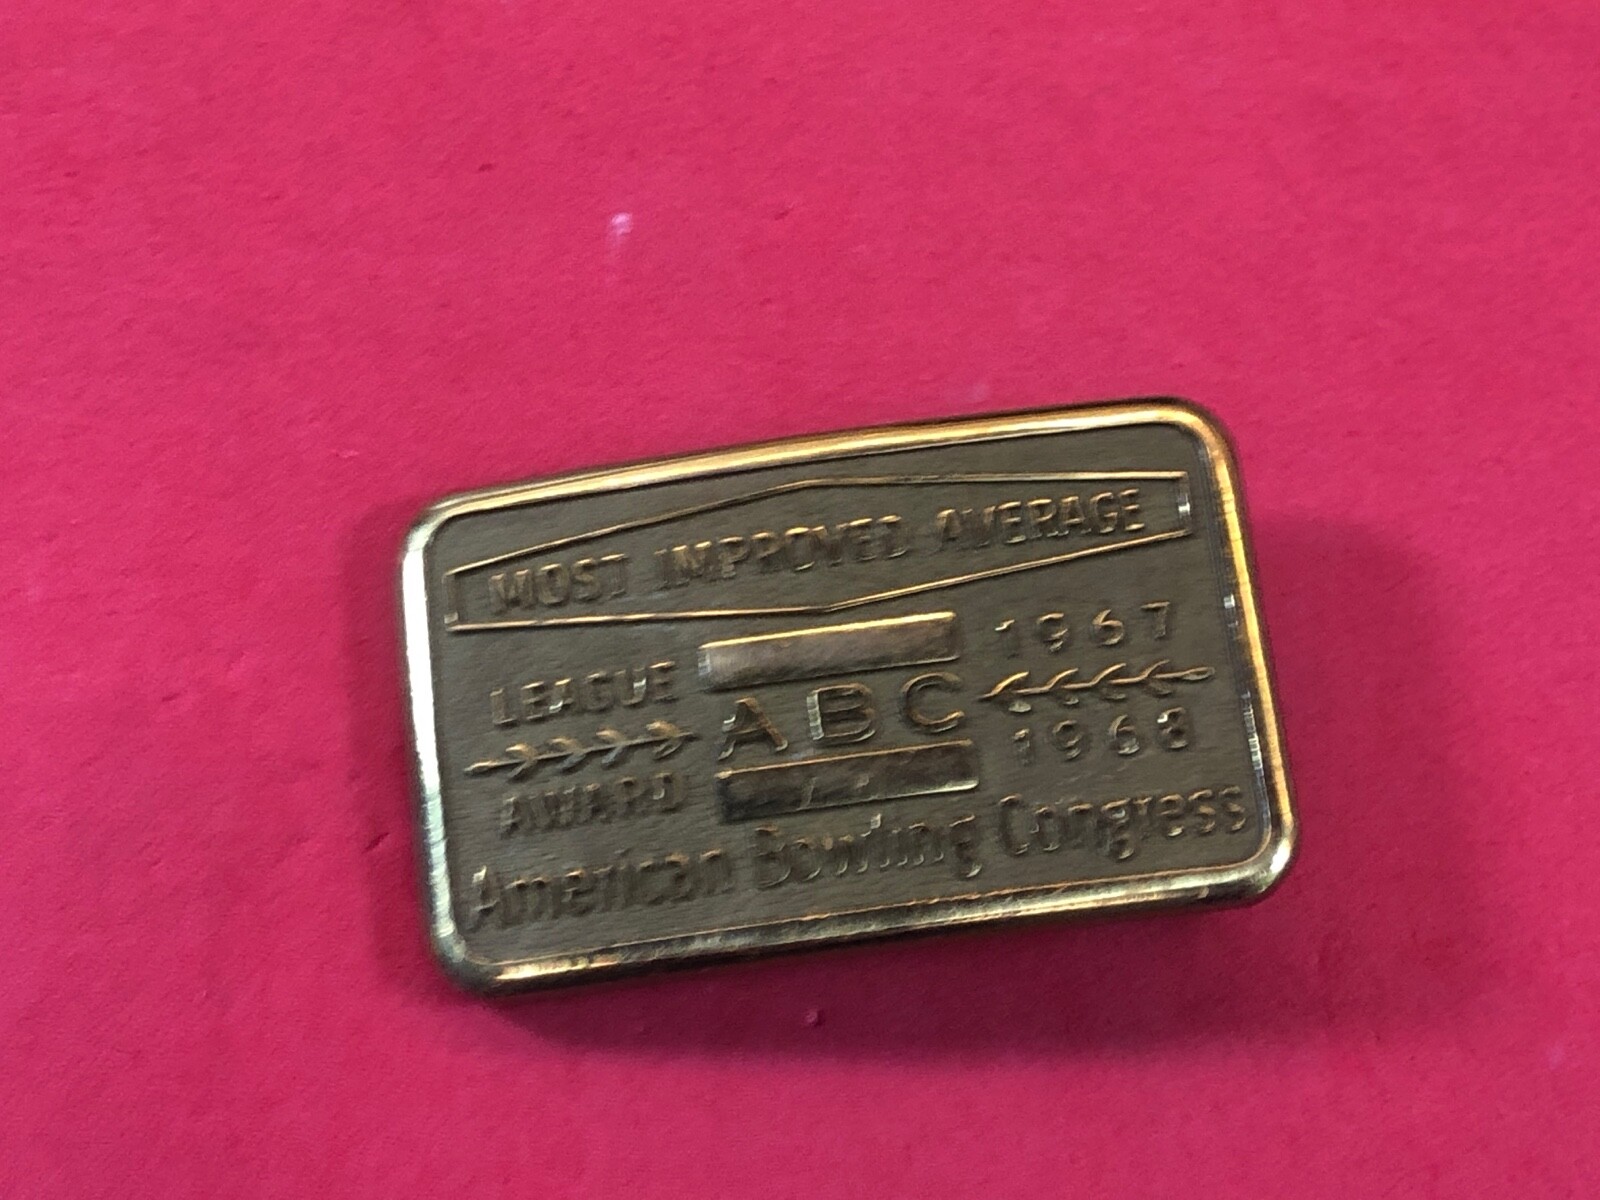 MOST IMPROVED AVERAGE
LEAGUE
AWARD
ABC
1967
1968
American Bowling Congress